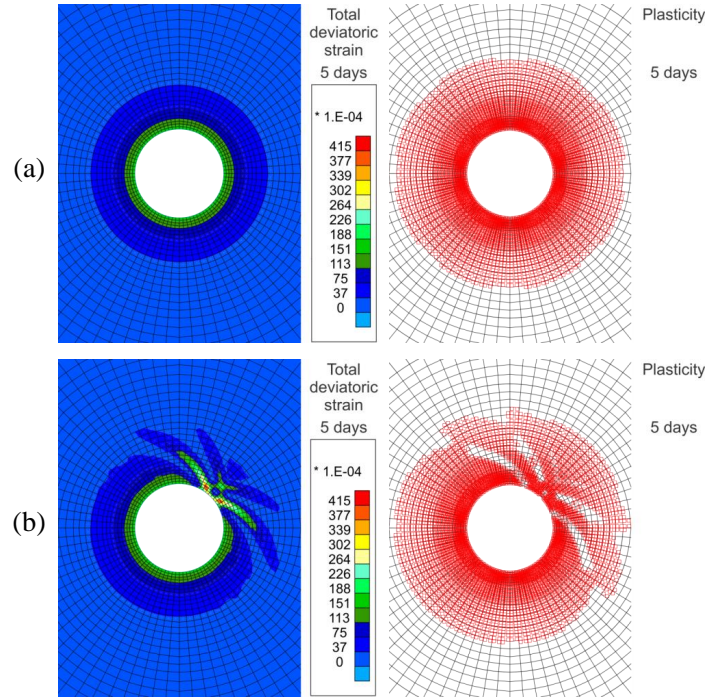 Total
deviatoric
strain
5 days
* 1.E-04
415
377
339
302
264
226
188
151
113
75
37
0
Plasticity
5 days
(a)
Total
deviatoric
strain
5 days
* 1.E-04
415
377
339
302
264
226
188
151
113
75
37
0
Plasticity
5 days
(b)